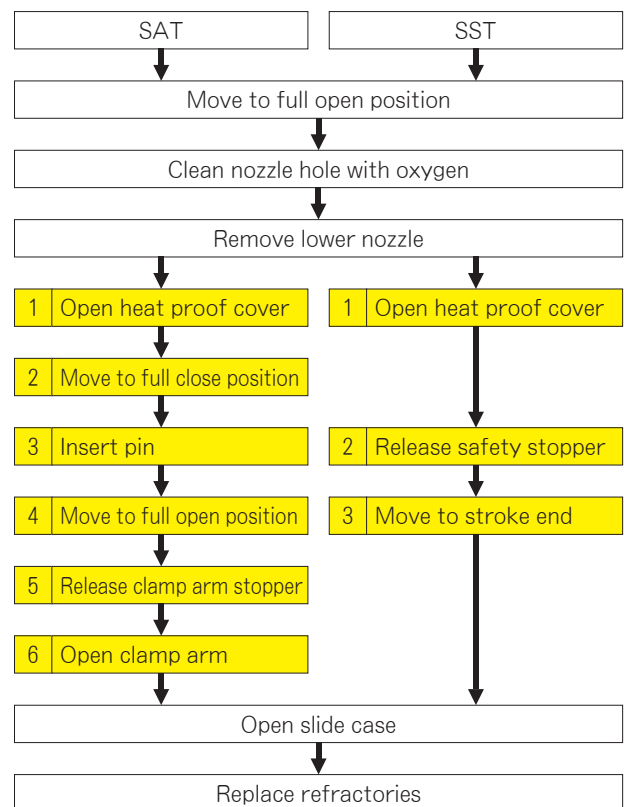 SAT
SST
Move to full open position
Clean nozzle hole with oxygen
Remove lower nozzle
1 Open heat proof cover
2 Move to full close position
3 Insert pin
4 Move to full open position
5 Release clamp arm stopper
6 Open clamp arm
1 Open heat proof cover
2 Release safety stopper
3 Move to stroke end
Open slide case
Replace refractories